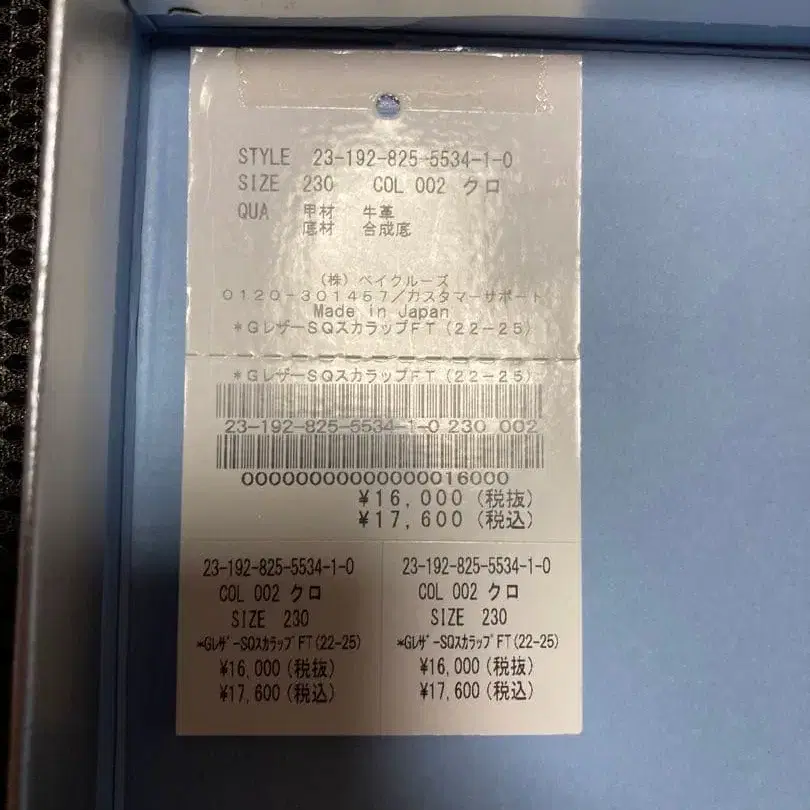 STYLE 23-192-825-5534-1-0
SIZE 230 COL 002 クロ
QUA 甲材 牛革
底材 合成底
(株) ベイクルーズ
0120-301457/カスタマーサポート
Made in Japan
*GレザーSQスカラップFT(22-25)
*GレザーSQスカラップFT(22-25)
23-192-825-5534-1-0 230 002
00000000000000016000
¥16,000 (税抜)
¥17,600 (税込)
23-192-825-5534-1-0
COL 002 クロ
SIZE 230
*Gレザ-SQスカラップFT(22-25)
¥16,000 (税抜)
¥17,600 (税込)
23-192-825-5534-1-0
COL 002 クロ
SIZE 230
*Gレザ-SQスカラップFT(22-25)
¥16,000 (税抜)
¥17,600 (税込)